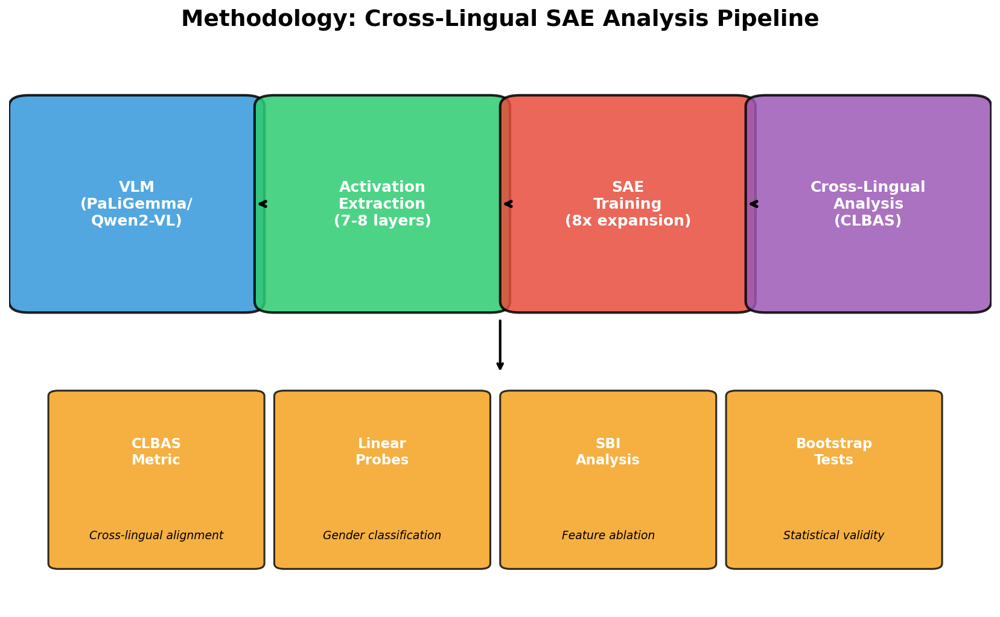 Methodology: Cross-Lingual SAE Analysis Pipeline
VLM
(PaLiGemma/
Qwen2-VL)
Activation
Extraction
(7-8 layers)
SAE
Training
(8x expansion)
Cross-Lingual
Analysis
(CLBAS)
CLBAS
Metric
Cross-lingual alignment
Linear
Probes
Gender classification
SBI
Analysis
Feature ablation
Bootstrap
Tests
Statistical validity